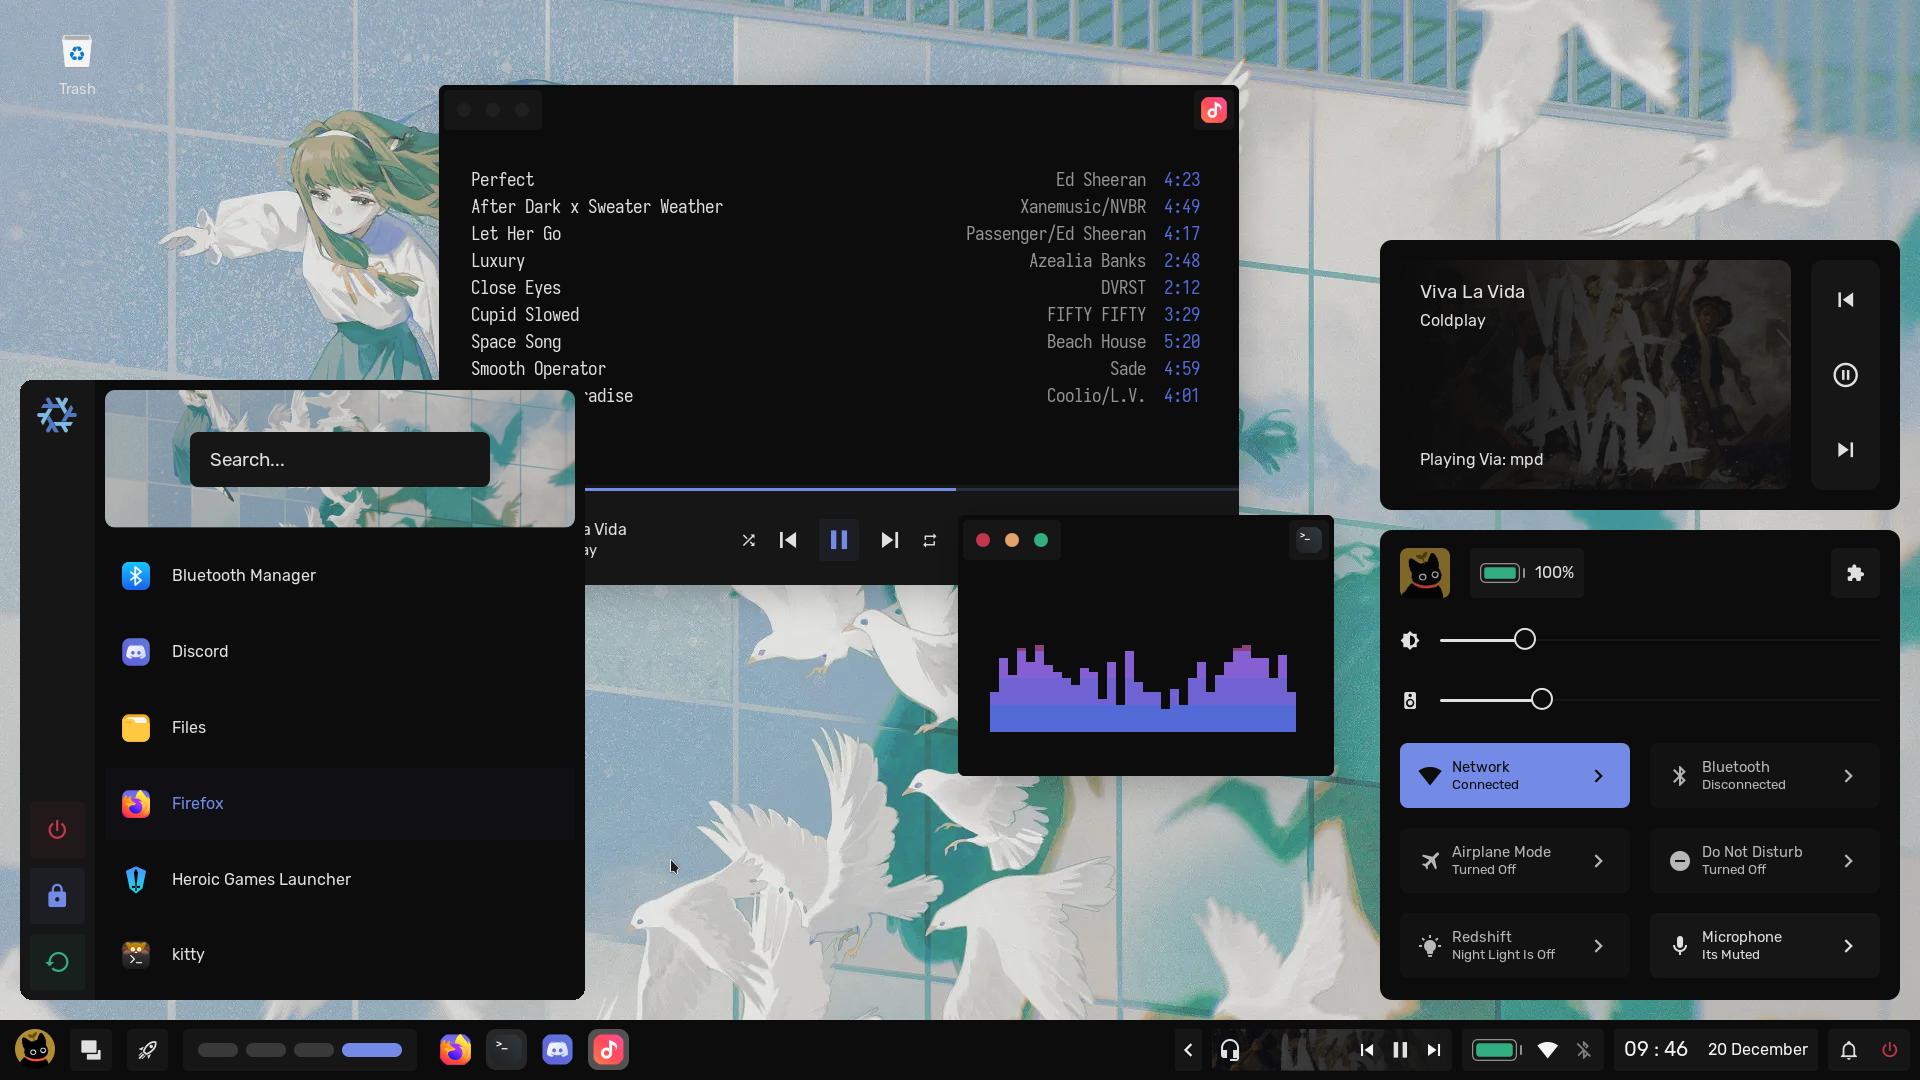 Trash
Perfect Ed Sheeran 4:23
After Dark x Sweater Weather Xanemusic/NVBR 4:49
Let Her Go Passenger/Ed Sheeran 4:17
Luxury Azealia Banks 2:48
Close Eyes DVRST 2:12
Cupid Slowed FIFTY FIFTY 3:29
Space Song Beach House 5:20
Smooth Operator Sade 4:59
radise Coolio/L.V. 4:01
a Vida
ay
Search...
Bluetooth Manager
Discord
Files
Firefox
Heroic Games Launcher
kitty
>_
Viva La Vida
Coldplay
VIVA LA VIDA
Playing Via: mpd
100%
Network
Connected
Bluetooth
Disconnected
Airplane Mode
Turned Off
Do Not Disturb
Turned Off
Redshift
Night Light Is Off
Microphone
Its Muted
>_
09 : 46
20 December